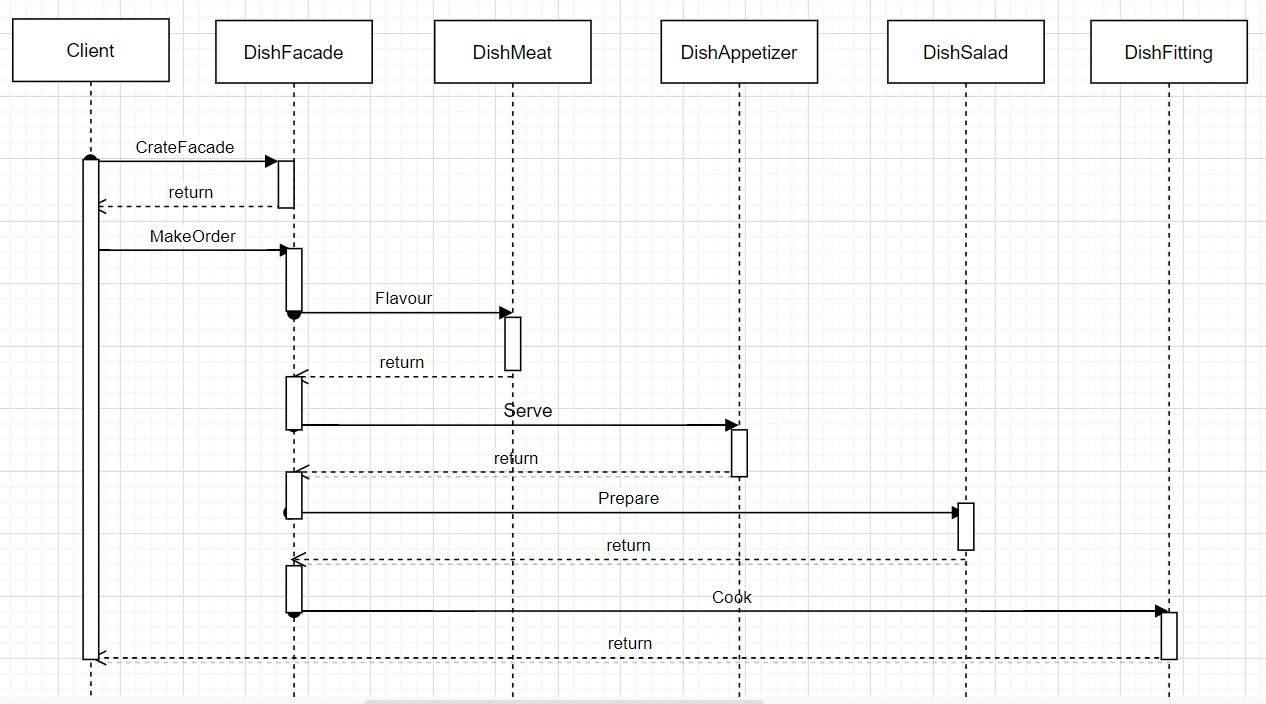 Client
DishFacade
DishMeat
DishAppetizer
DishSalad
DishFitting
CrateFacade
return
MakeOrder
Flavour
return
Serve
return
Prepare
return
Cook
return